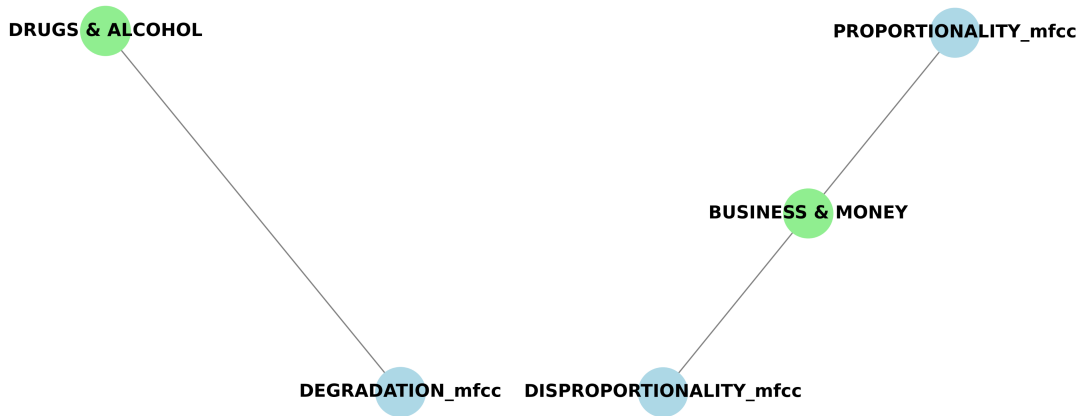 DRUGS & ALCOHOL
PROPORTIONALITY_mfcc
BUSINESS & MONEY
DEGRADATION_mfcc
DISPROPORTIONALITY_mfcc